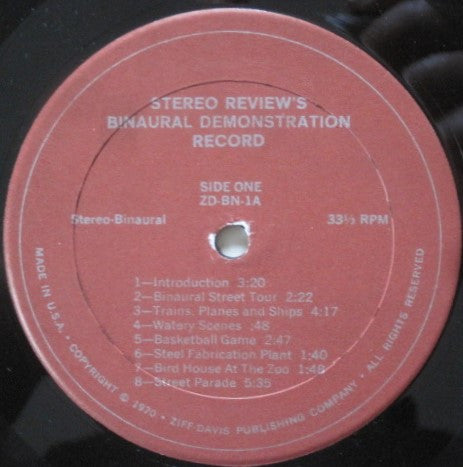 STEREO REVIEW'S
BINAURAL DEMONSTRATION
RECORD
SIDE ONE
ZD-BN-1A
Stereo-Binaural
33⅓ RPM
1—Introduction 3:20
2—Binaural Street Tour 2:22
3—Trains, Planes and Ships 4:17
4—Watery Scenes :48
5—Basketball Game 2:47
6—Steel Fabrication Plant 1:40
7—Bird House At The Zoo 1:48
8—Street Parade 5:35
MADE IN U.S.A. • COPYRIGHT © 1970 • ZIFF-DAVIS PUBLISHING COMPANY • ALL RIGHTS RESERVED